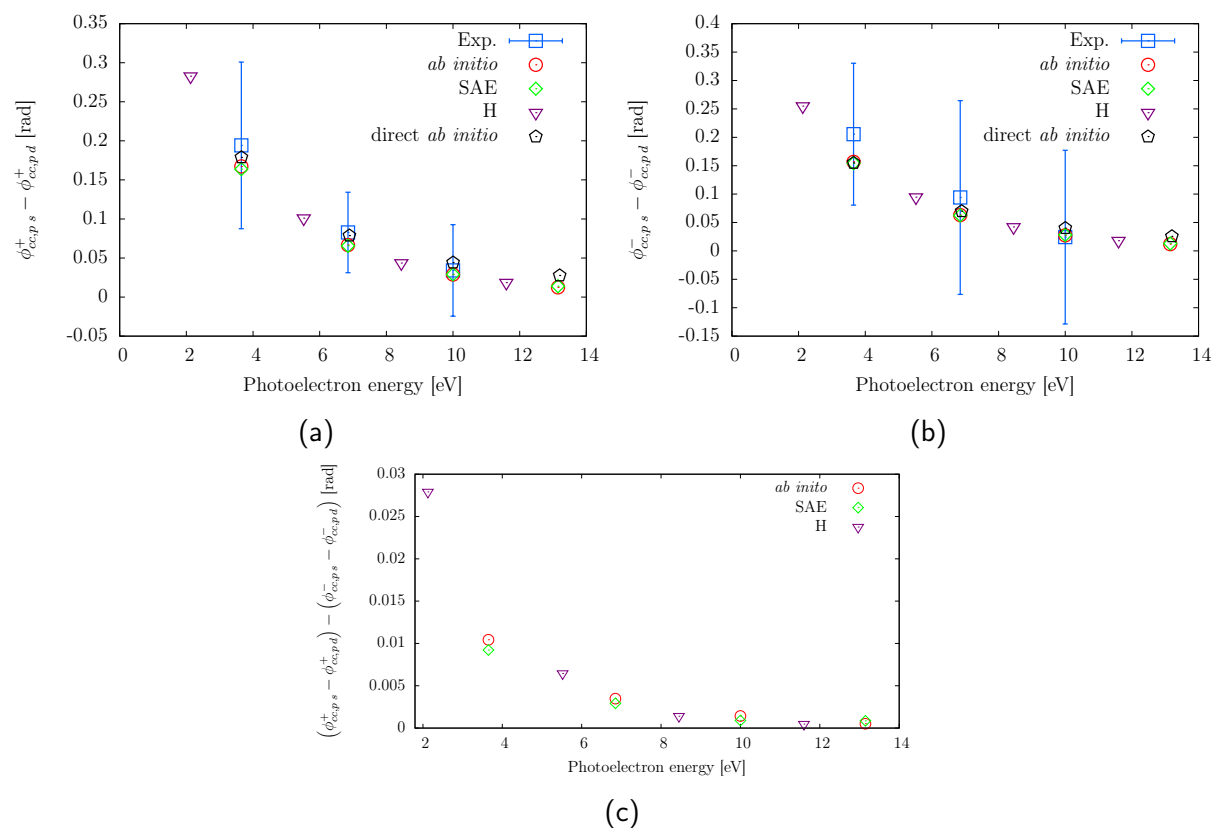 0.35
0.3
0.25
0.2
0.15
0.1
0.05
0
-0.05
0 2 4 6 8 10 12 14
ϕ⁺cc,p s − ϕ⁺cc,p d [rad]
Photoelectron energy [eV]
Exp.
ab initio
SAE
H
direct ab initio
(a)
0.4
0.35
0.3
0.25
0.2
0.15
0.1
0.05
0
-0.05
-0.1
-0.15
0 2 4 6 8 10 12 14
ϕ⁻cc,p s − ϕ⁻cc,p d [rad]
Photoelectron energy [eV]
Exp.
ab initio
SAE
H
direct ab initio
(b)
0.03
0.025
0.02
0.015
0.01
0.005
0
2 4 6 8 10 12 14
(ϕ⁺cc,p s − ϕ⁺cc,p d) − (ϕ⁻cc,p s − ϕ⁻cc,p d) [rad]
Photoelectron energy [eV]
ab inito
SAE
H
(c)